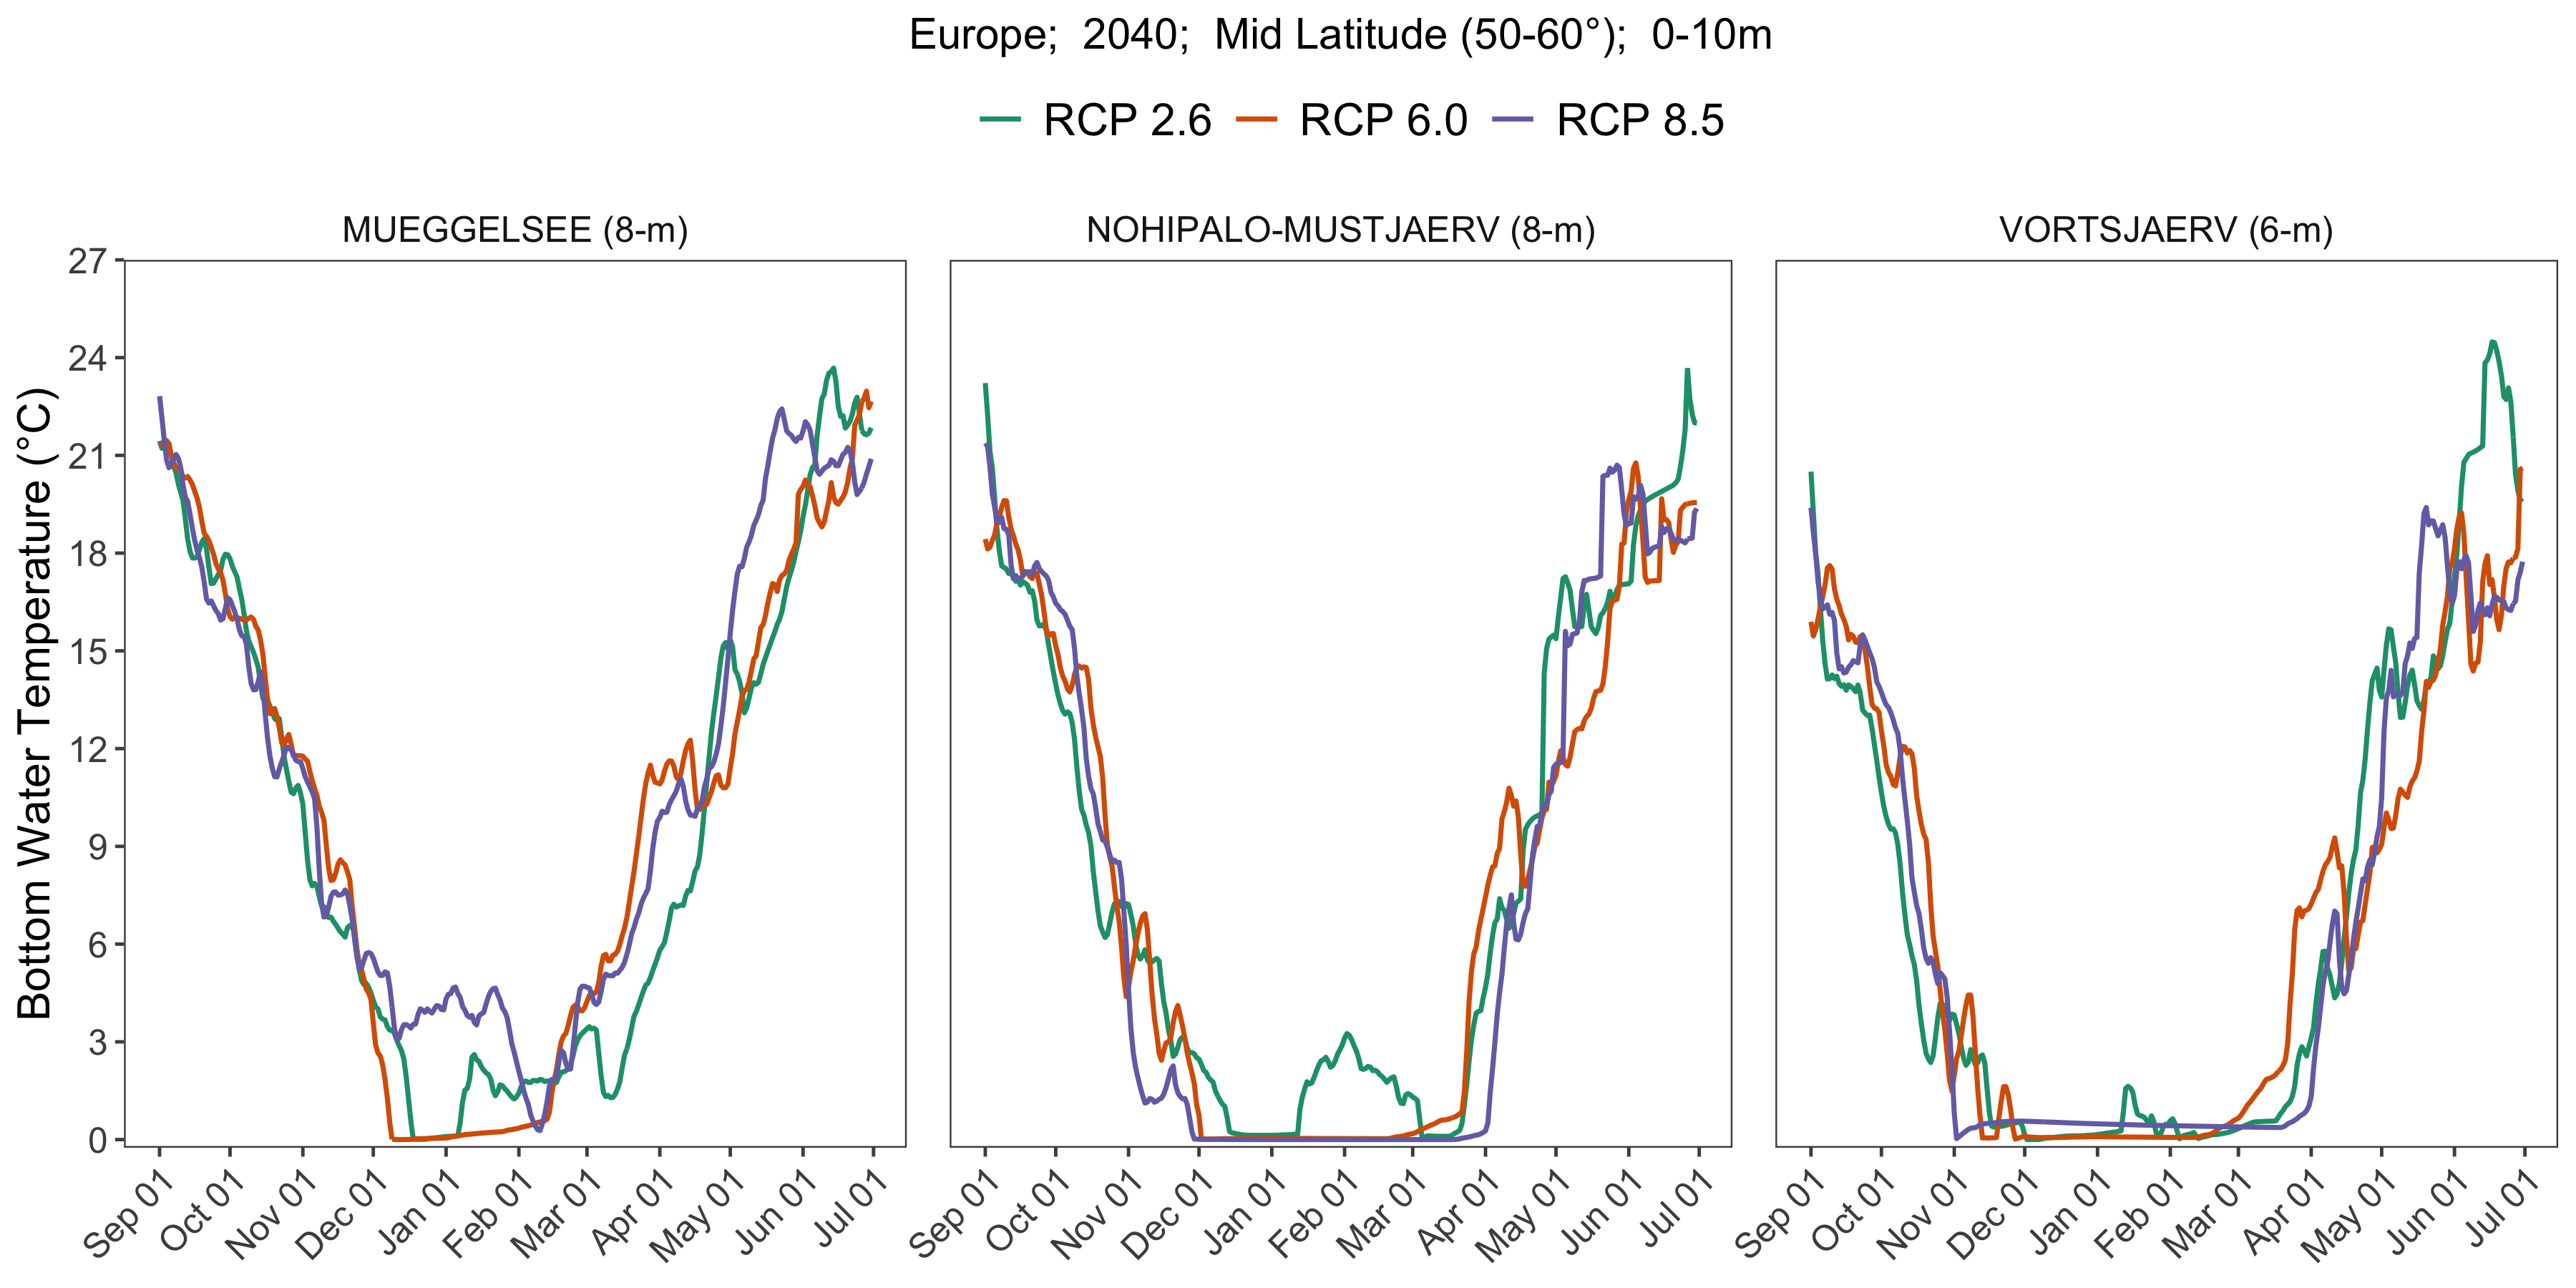 Europe;  2040;  Mid Latitude (50-60°);  0-10m
RCP 2.6 RCP 6.0 RCP 8.5
MUEGGELSEE (8-m) NOHIPALO-MUSTJAERV (8-m) VORTSJAERV (6-m)
Bottom Water Temperature (°C)
27
24
21
18
15
12
9
6
3
0
Sep 01 Oct 01 Nov 01 Dec 01 Jan 01 Feb 01 Mar 01 Apr 01 May 01 Jun 01 Jul 01
Sep 01 Oct 01 Nov 01 Dec 01 Jan 01 Feb 01 Mar 01 Apr 01 May 01 Jun 01 Jul 01
Sep 01 Oct 01 Nov 01 Dec 01 Jan 01 Feb 01 Mar 01 Apr 01 May 01 Jun 01 Jul 01